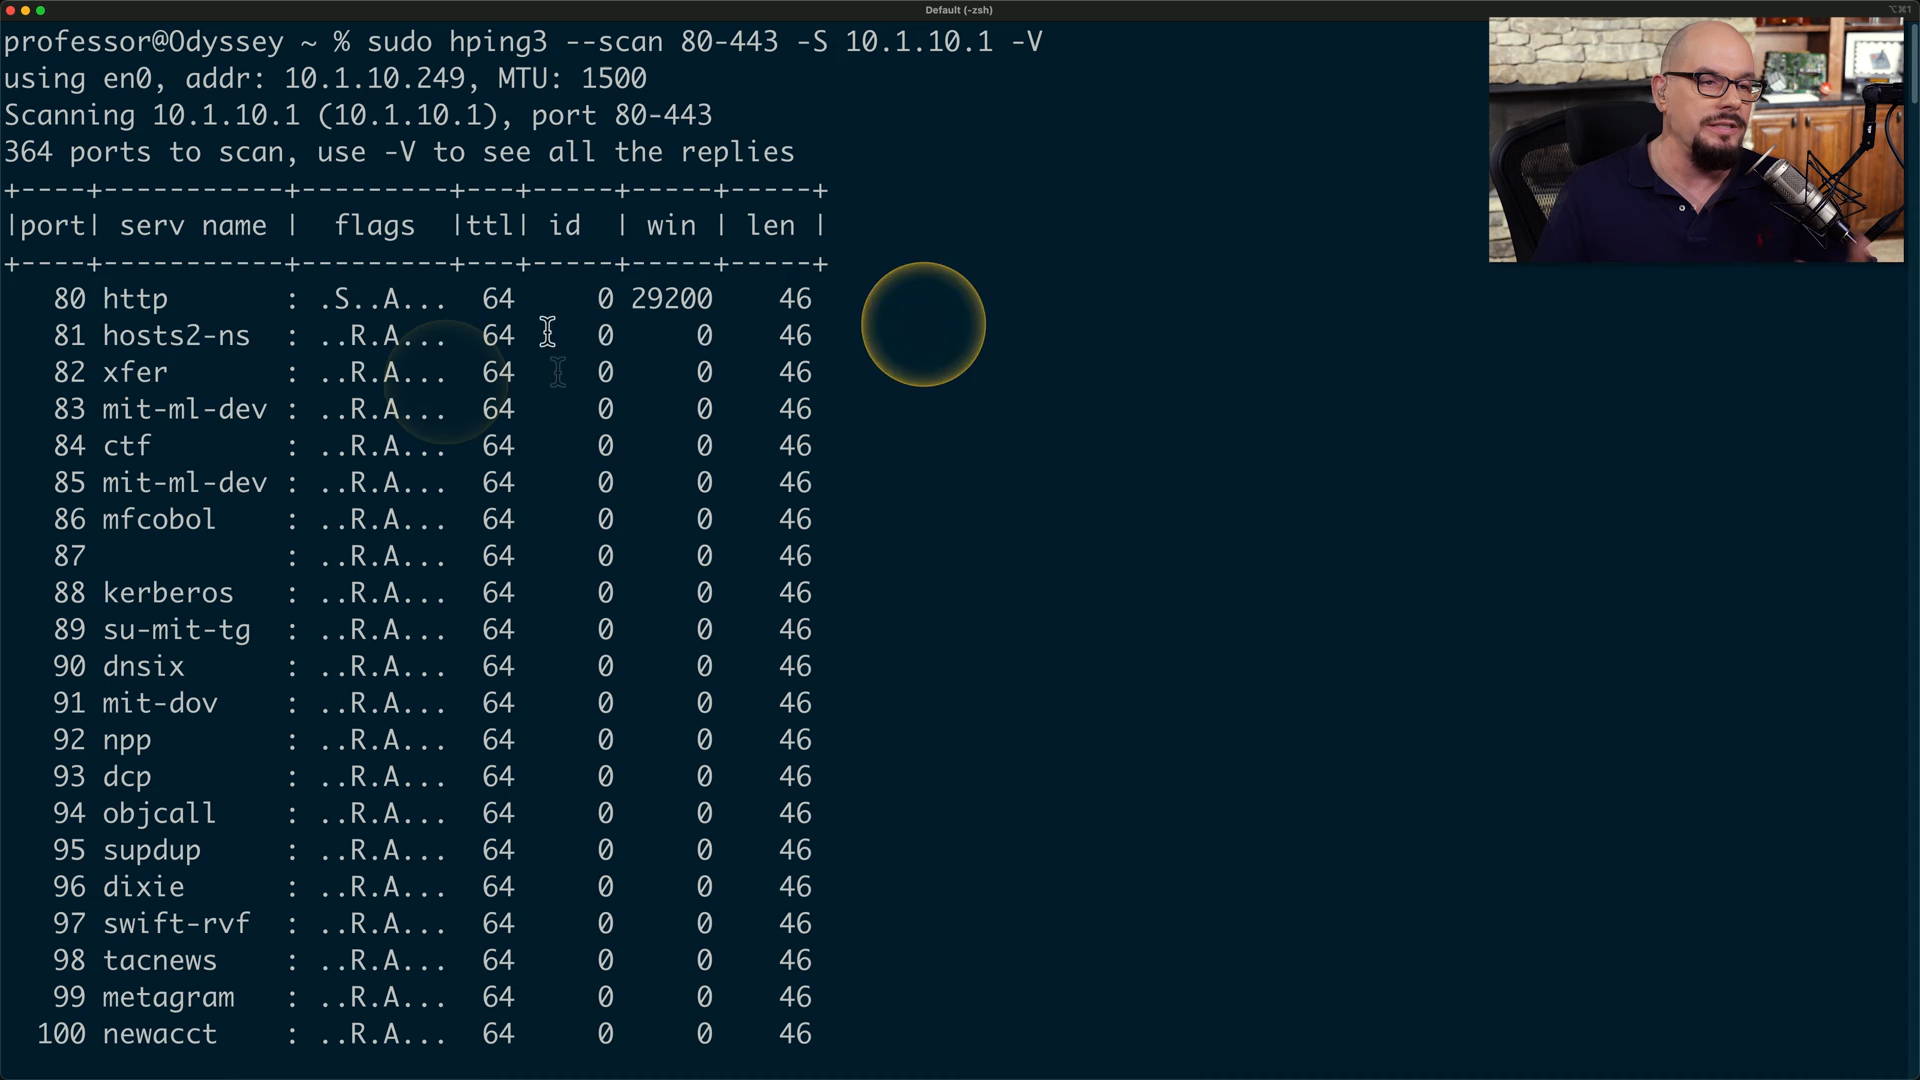 Default (-zsh)
⌥⌘1
professor@Odyssey ~ % sudo hping3 --scan 80-443 -S 10.1.10.1 -V
using en0, addr: 10.1.10.249, MTU: 1500
Scanning 10.1.10.1 (10.1.10.1), port 80-443
364 ports to scan, use -V to see all the replies
+----+-----------+---------+---+-----+-----+-----+
|port| serv name |  flags  |ttl| id  | win | len |
+----+-----------+---------+---+-----+-----+-----+
   80 http       : .S..A...  64     0 29200    46
   81 hosts2-ns  : ..R.A...  64     0     0    46
   82 xfer       : ..R.A...  64     0     0    46
   83 mit-ml-dev : ..R.A...  64     0     0    46
   84 ctf        : ..R.A...  64     0     0    46
   85 mit-ml-dev : ..R.A...  64     0     0    46
   86 mfcobol    : ..R.A...  64     0     0    46
   87            : ..R.A...  64     0     0    46
   88 kerberos   : ..R.A...  64     0     0    46
   89 su-mit-tg  : ..R.A...  64     0     0    46
   90 dnsix      : ..R.A...  64     0     0    46
   91 mit-dov    : ..R.A...  64     0     0    46
   92 npp        : ..R.A...  64     0     0    46
   93 dcp        : ..R.A...  64     0     0    46
   94 objcall    : ..R.A...  64     0     0    46
   95 supdup     : ..R.A...  64     0     0    46
   96 dixie      : ..R.A...  64     0     0    46
   97 swift-rvf  : ..R.A...  64     0     0    46
   98 tacnews    : ..R.A...  64     0     0    46
   99 metagram   : ..R.A...  64     0     0    46
  100 newacct    : ..R.A...  64     0     0    46